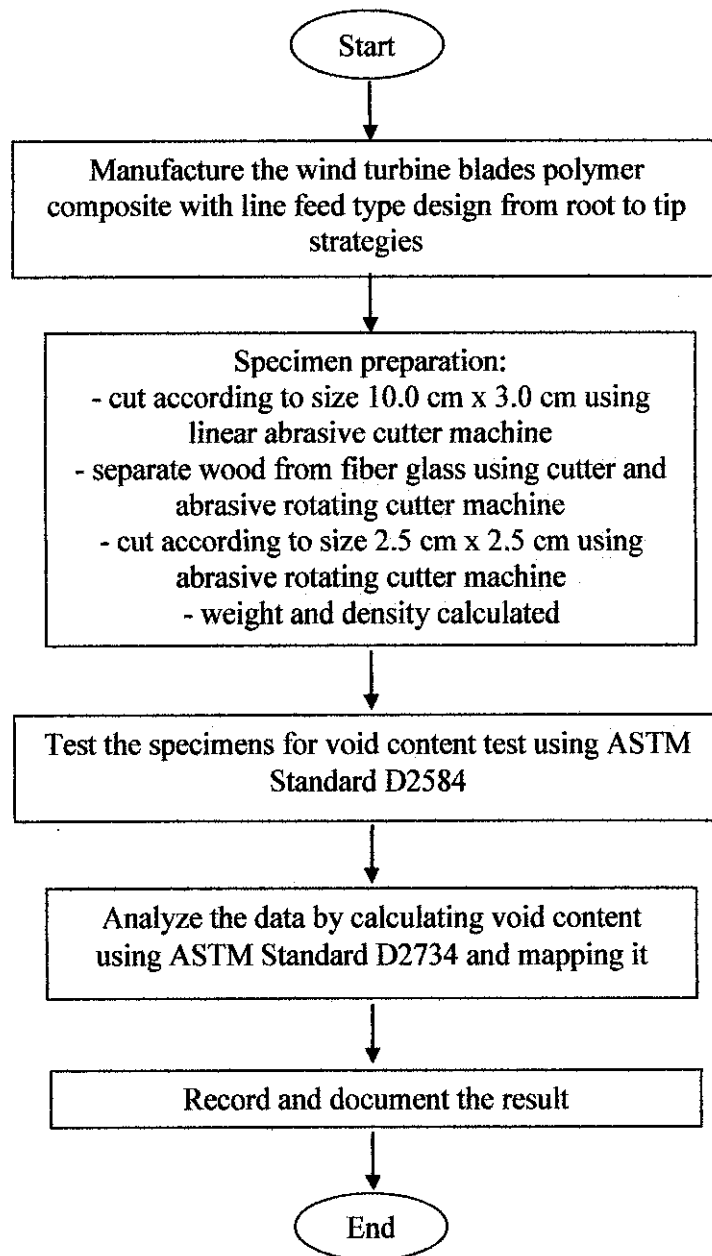 Start
Manufacture the wind turbine blades polymer
composite with line feed type design from root to tip
strategies
Specimen preparation:
- cut according to size 10.0 cm x 3.0 cm using
linear abrasive cutter machine
- separate wood from fiber glass using cutter and
abrasive rotating cutter machine
- cut according to size 2.5 cm x 2.5 cm using
abrasive rotating cutter machine
- weight and density calculated
Test the specimens for void content test using ASTM
Standard D2584
Analyze the data by calculating void content
using ASTM Standard D2734 and mapping it
Record and document the result
End